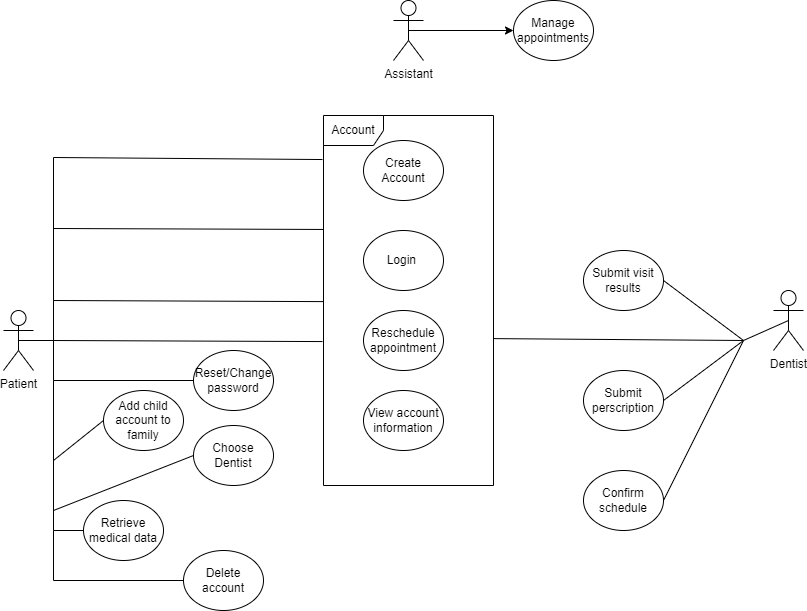 Manage
appointments
Assistant
Account
Create
Account
Login
Submit visit
results
Reschedule
appointment
Dentist
Patient
Reset/Change
password
Submit
perscription
Add child
account to
family
View account
information
Choose
Dentist
Confirm
schedule
Retrieve
medical data
Delete
account